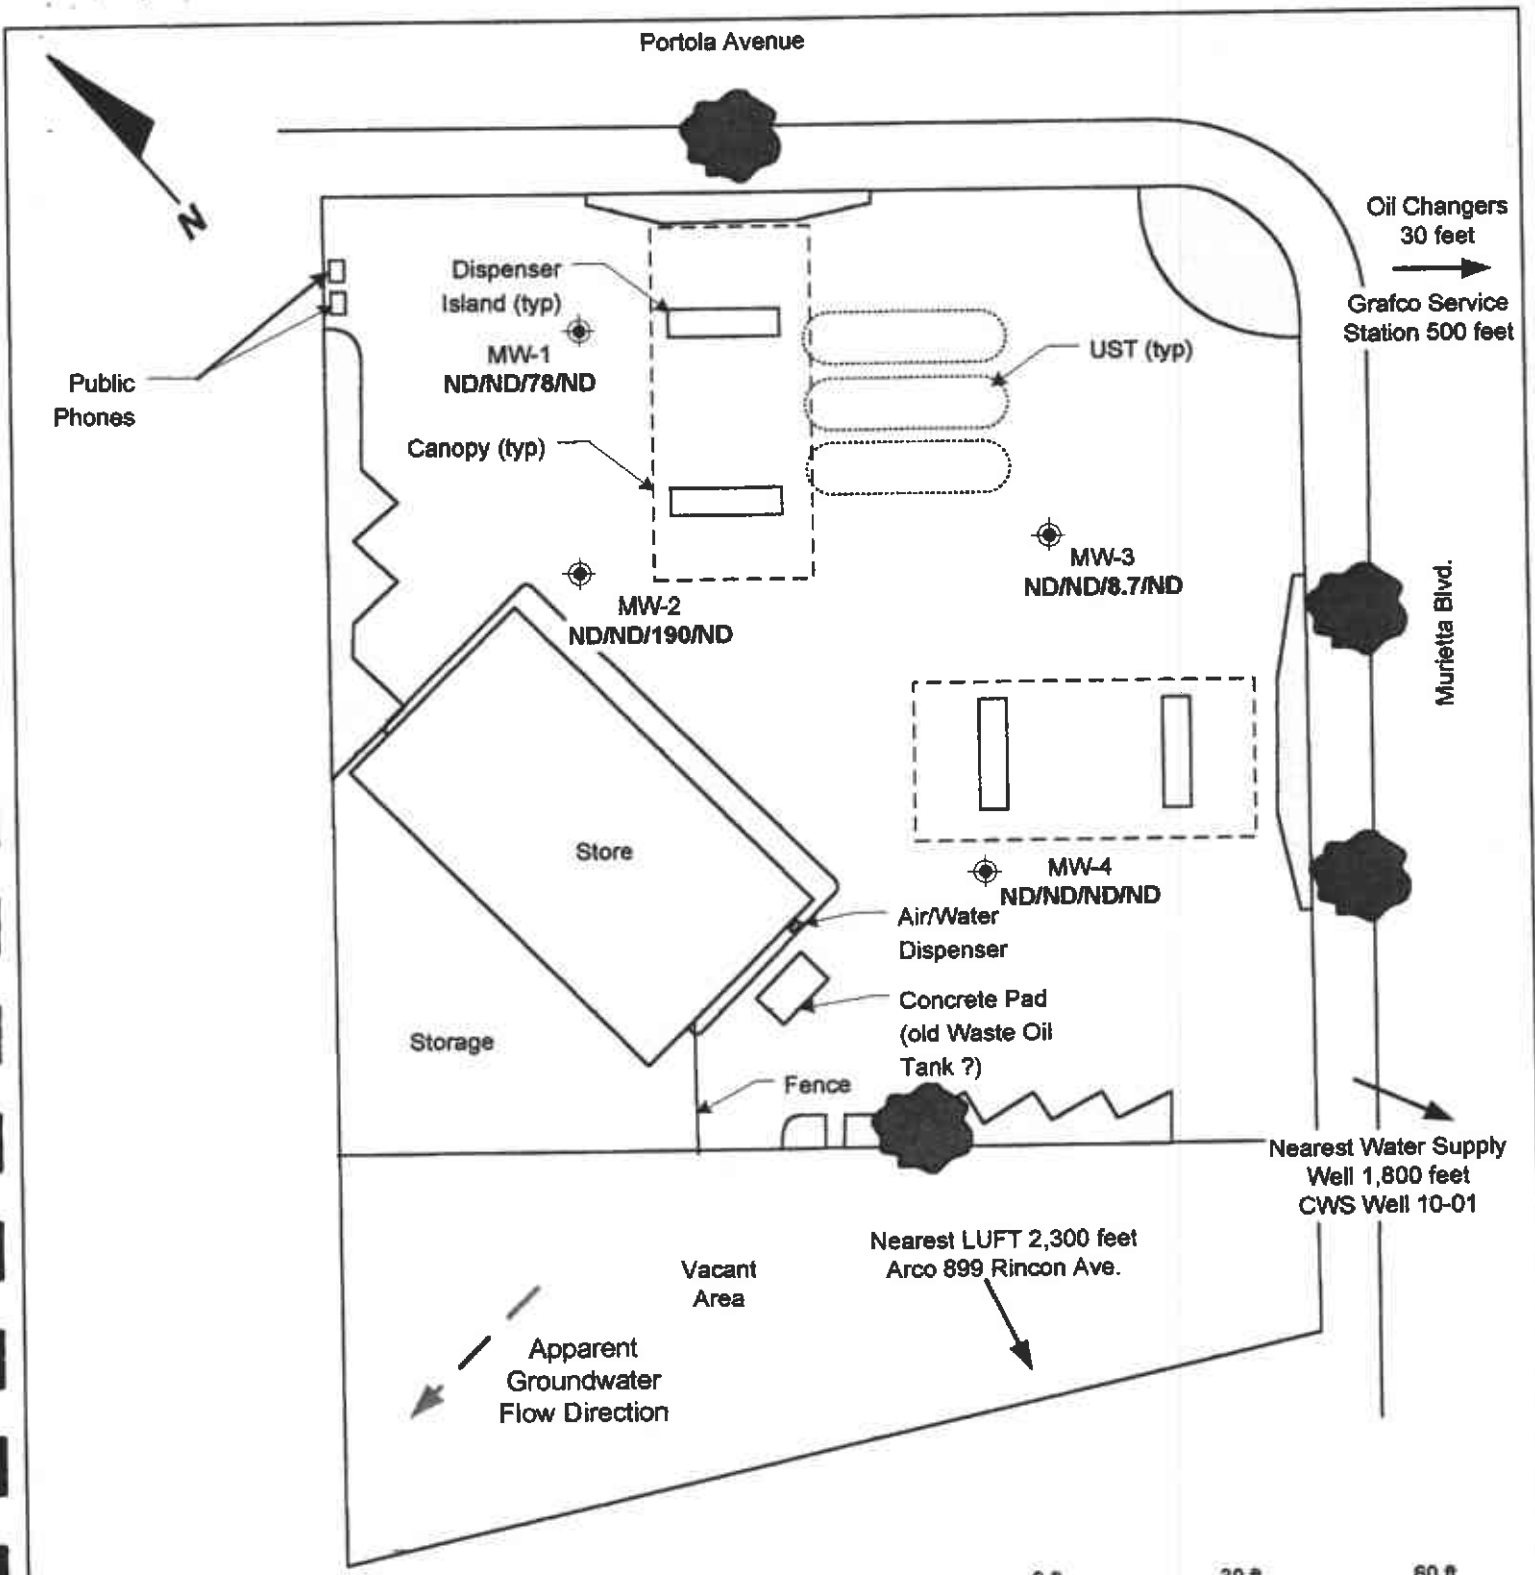 Portola Avenue
N
Oil Changers
30 feet
Grafco Service
Station 500 feet
Dispenser
Island (typ)
MW-1
ND/ND/78/ND
UST (typ)
Public
Phones
Canopy (typ)
MW-3
ND/ND/8.7/ND
MW-2
ND/ND/190/ND
Murietta Blvd.
Store
MW-4
ND/ND/ND/ND
Air/Water
Dispenser
Concrete Pad
(old Waste Oil
Tank ?)
Storage
Fence
Nearest Water Supply
Well 1,800 feet
CWS Well 10-01
Nearest LUFT 2,300 feet
Arco 899 Rincon Ave.
Vacant
Area
Apparent
Groundwater
Flow Direction